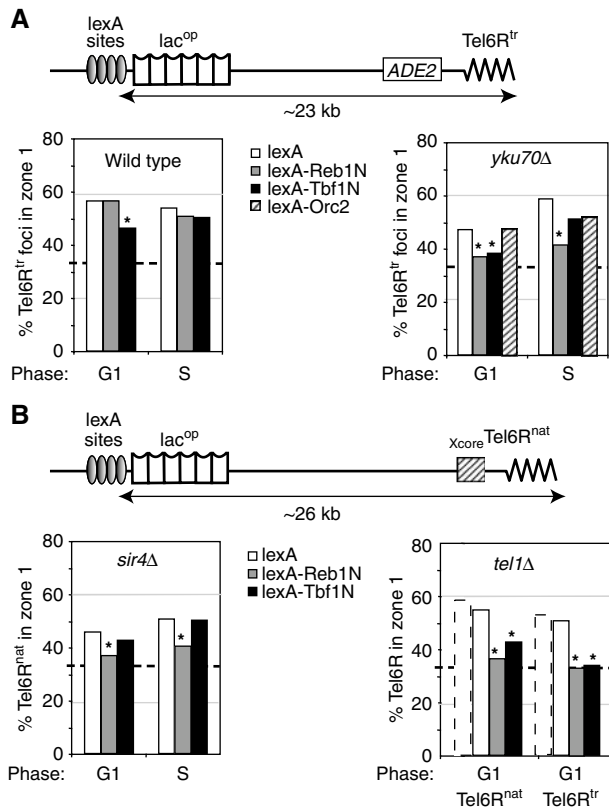 A
lexA
sites
lac^op
ADE2
Tel6R^tr
~23 kb
% Tel6R^tr foci in zone 1
80
60
40
20
0
Wild type
*
Phase: G1 S
lexA
lexA-Reb1N
lexA-Tbf1N
lexA-Orc2
% Tel6R^tr foci in zone 1
80
60
40
20
0
yku70Δ
* * *
Phase: G1 S
B
lexA
sites
lac^op
Xcore
Tel6R^nat
~26 kb
% Tel6R^nat in zone 1
80
60
40
20
0
sir4Δ
* *
Phase: G1 S
lexA
lexA-Reb1N
lexA-Tbf1N
% Tel6R in zone 1
80
60
40
20
0
tel1Δ
* * * *
Phase: G1 G1
Tel6R^nat Tel6R^tr